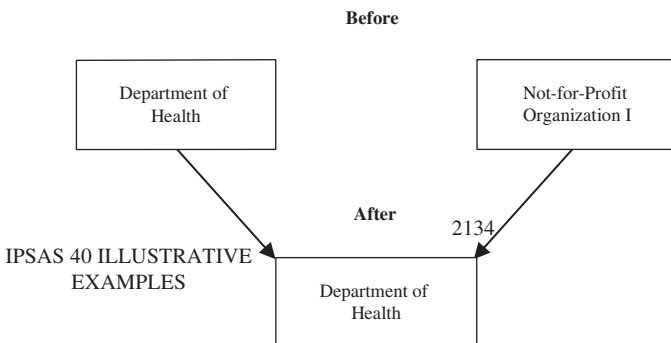 Before
Department of
Health
Not-for-Profit
Organization I
After
2134
IPSAS 40 ILLUSTRATIVE
EXAMPLES
Department of
Health